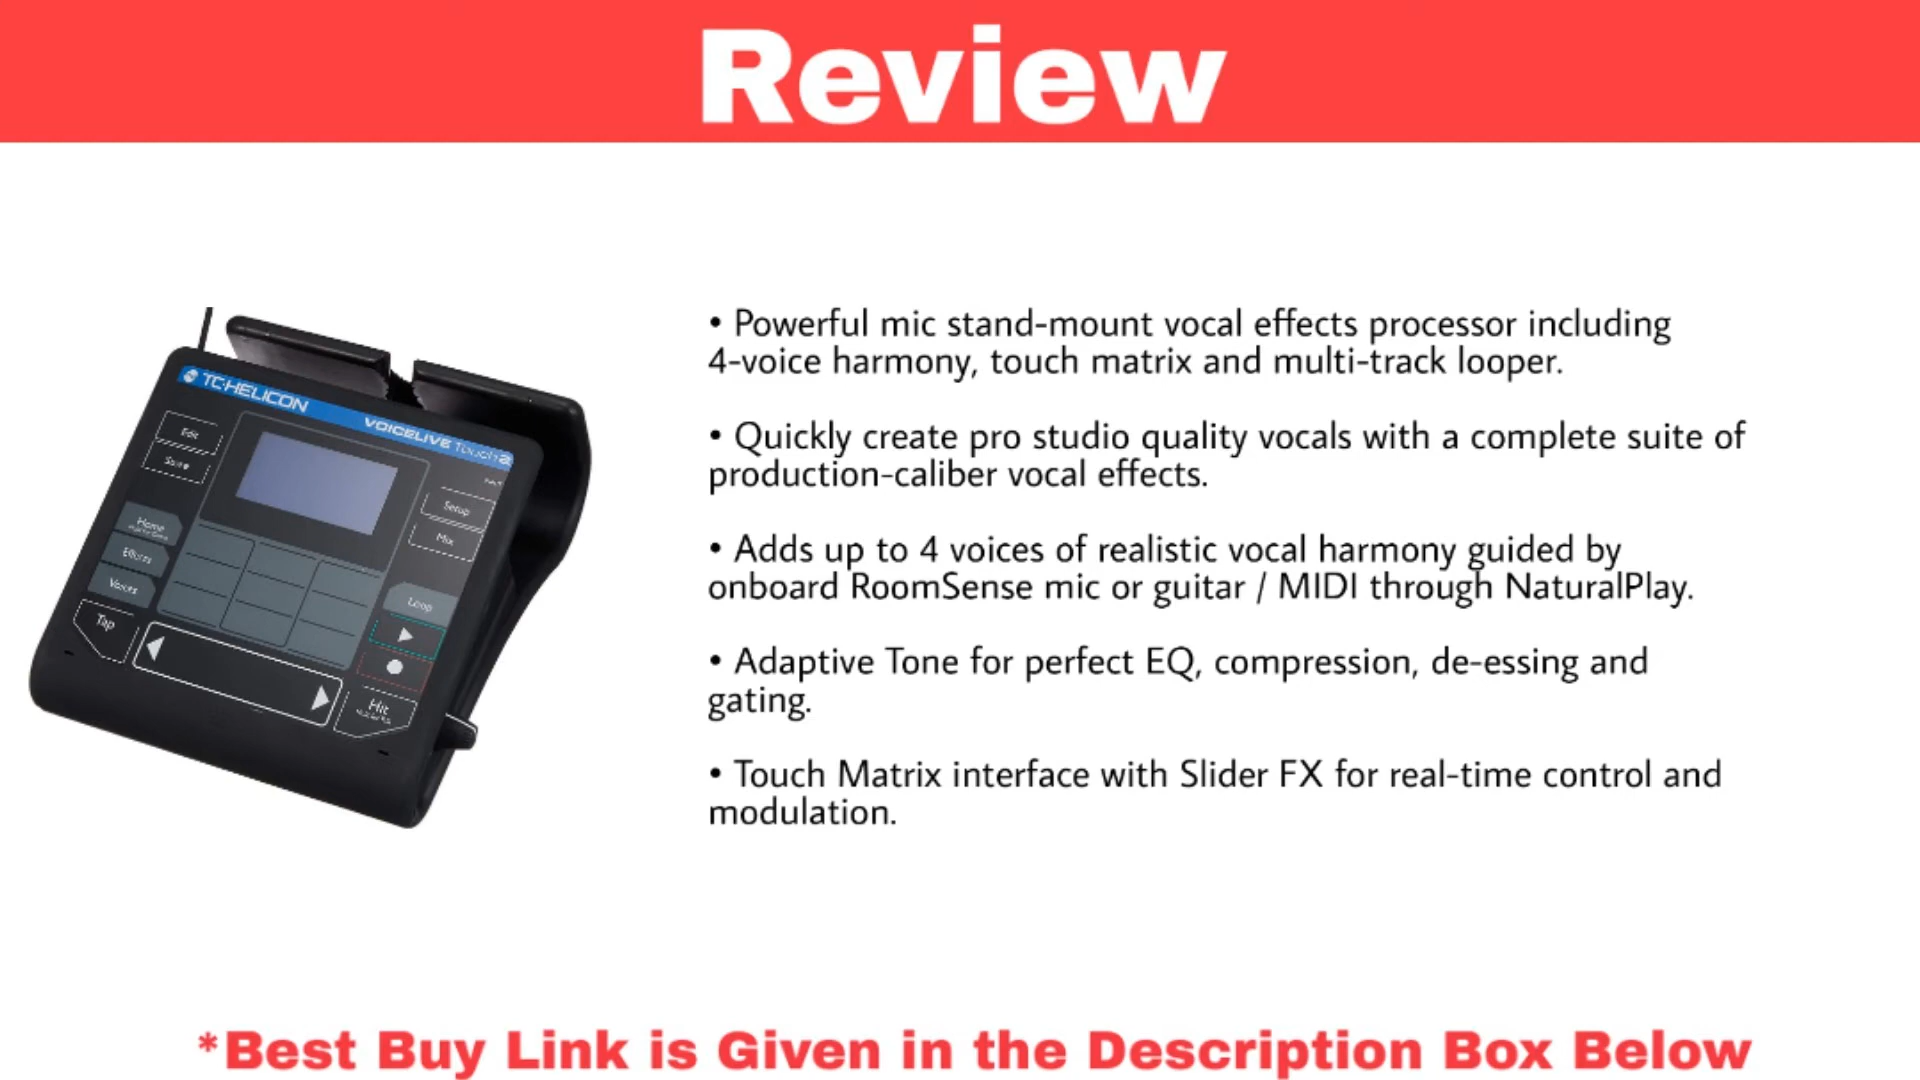 Review
TC·HELICON
VOICELIVE Touch2
Edit
Save
Setup
Mix
Home
Effects
Voices
Loop
Tap
Hit
• Powerful mic stand-mount vocal effects processor including
4-voice harmony, touch matrix and multi-track looper.
• Quickly create pro studio quality vocals with a complete suite of
production-caliber vocal effects.
• Adds up to 4 voices of realistic vocal harmony guided by
onboard RoomSense mic or guitar / MIDI through NaturalPlay.
• Adaptive Tone for perfect EQ, compression, de-essing and
gating.
• Touch Matrix interface with Slider FX for real-time control and
modulation.
*Best Buy Link is Given in the Description Box Below